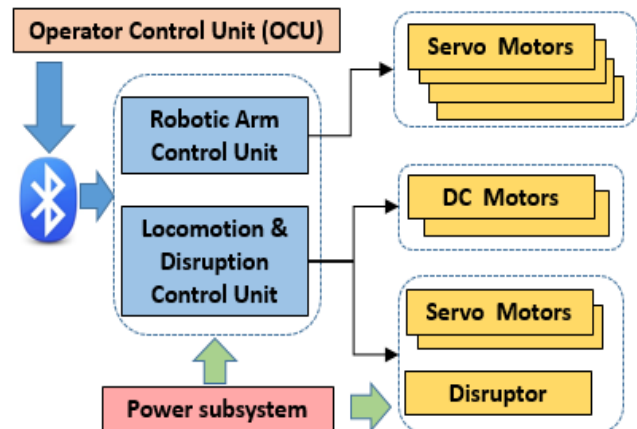 Operator Control Unit (OCU)
Servo Motors
Robotic Arm
Control Unit
DC Motors
Locomotion &
Disruption
Control Unit
Servo Motors
Disruptor
Power subsystem